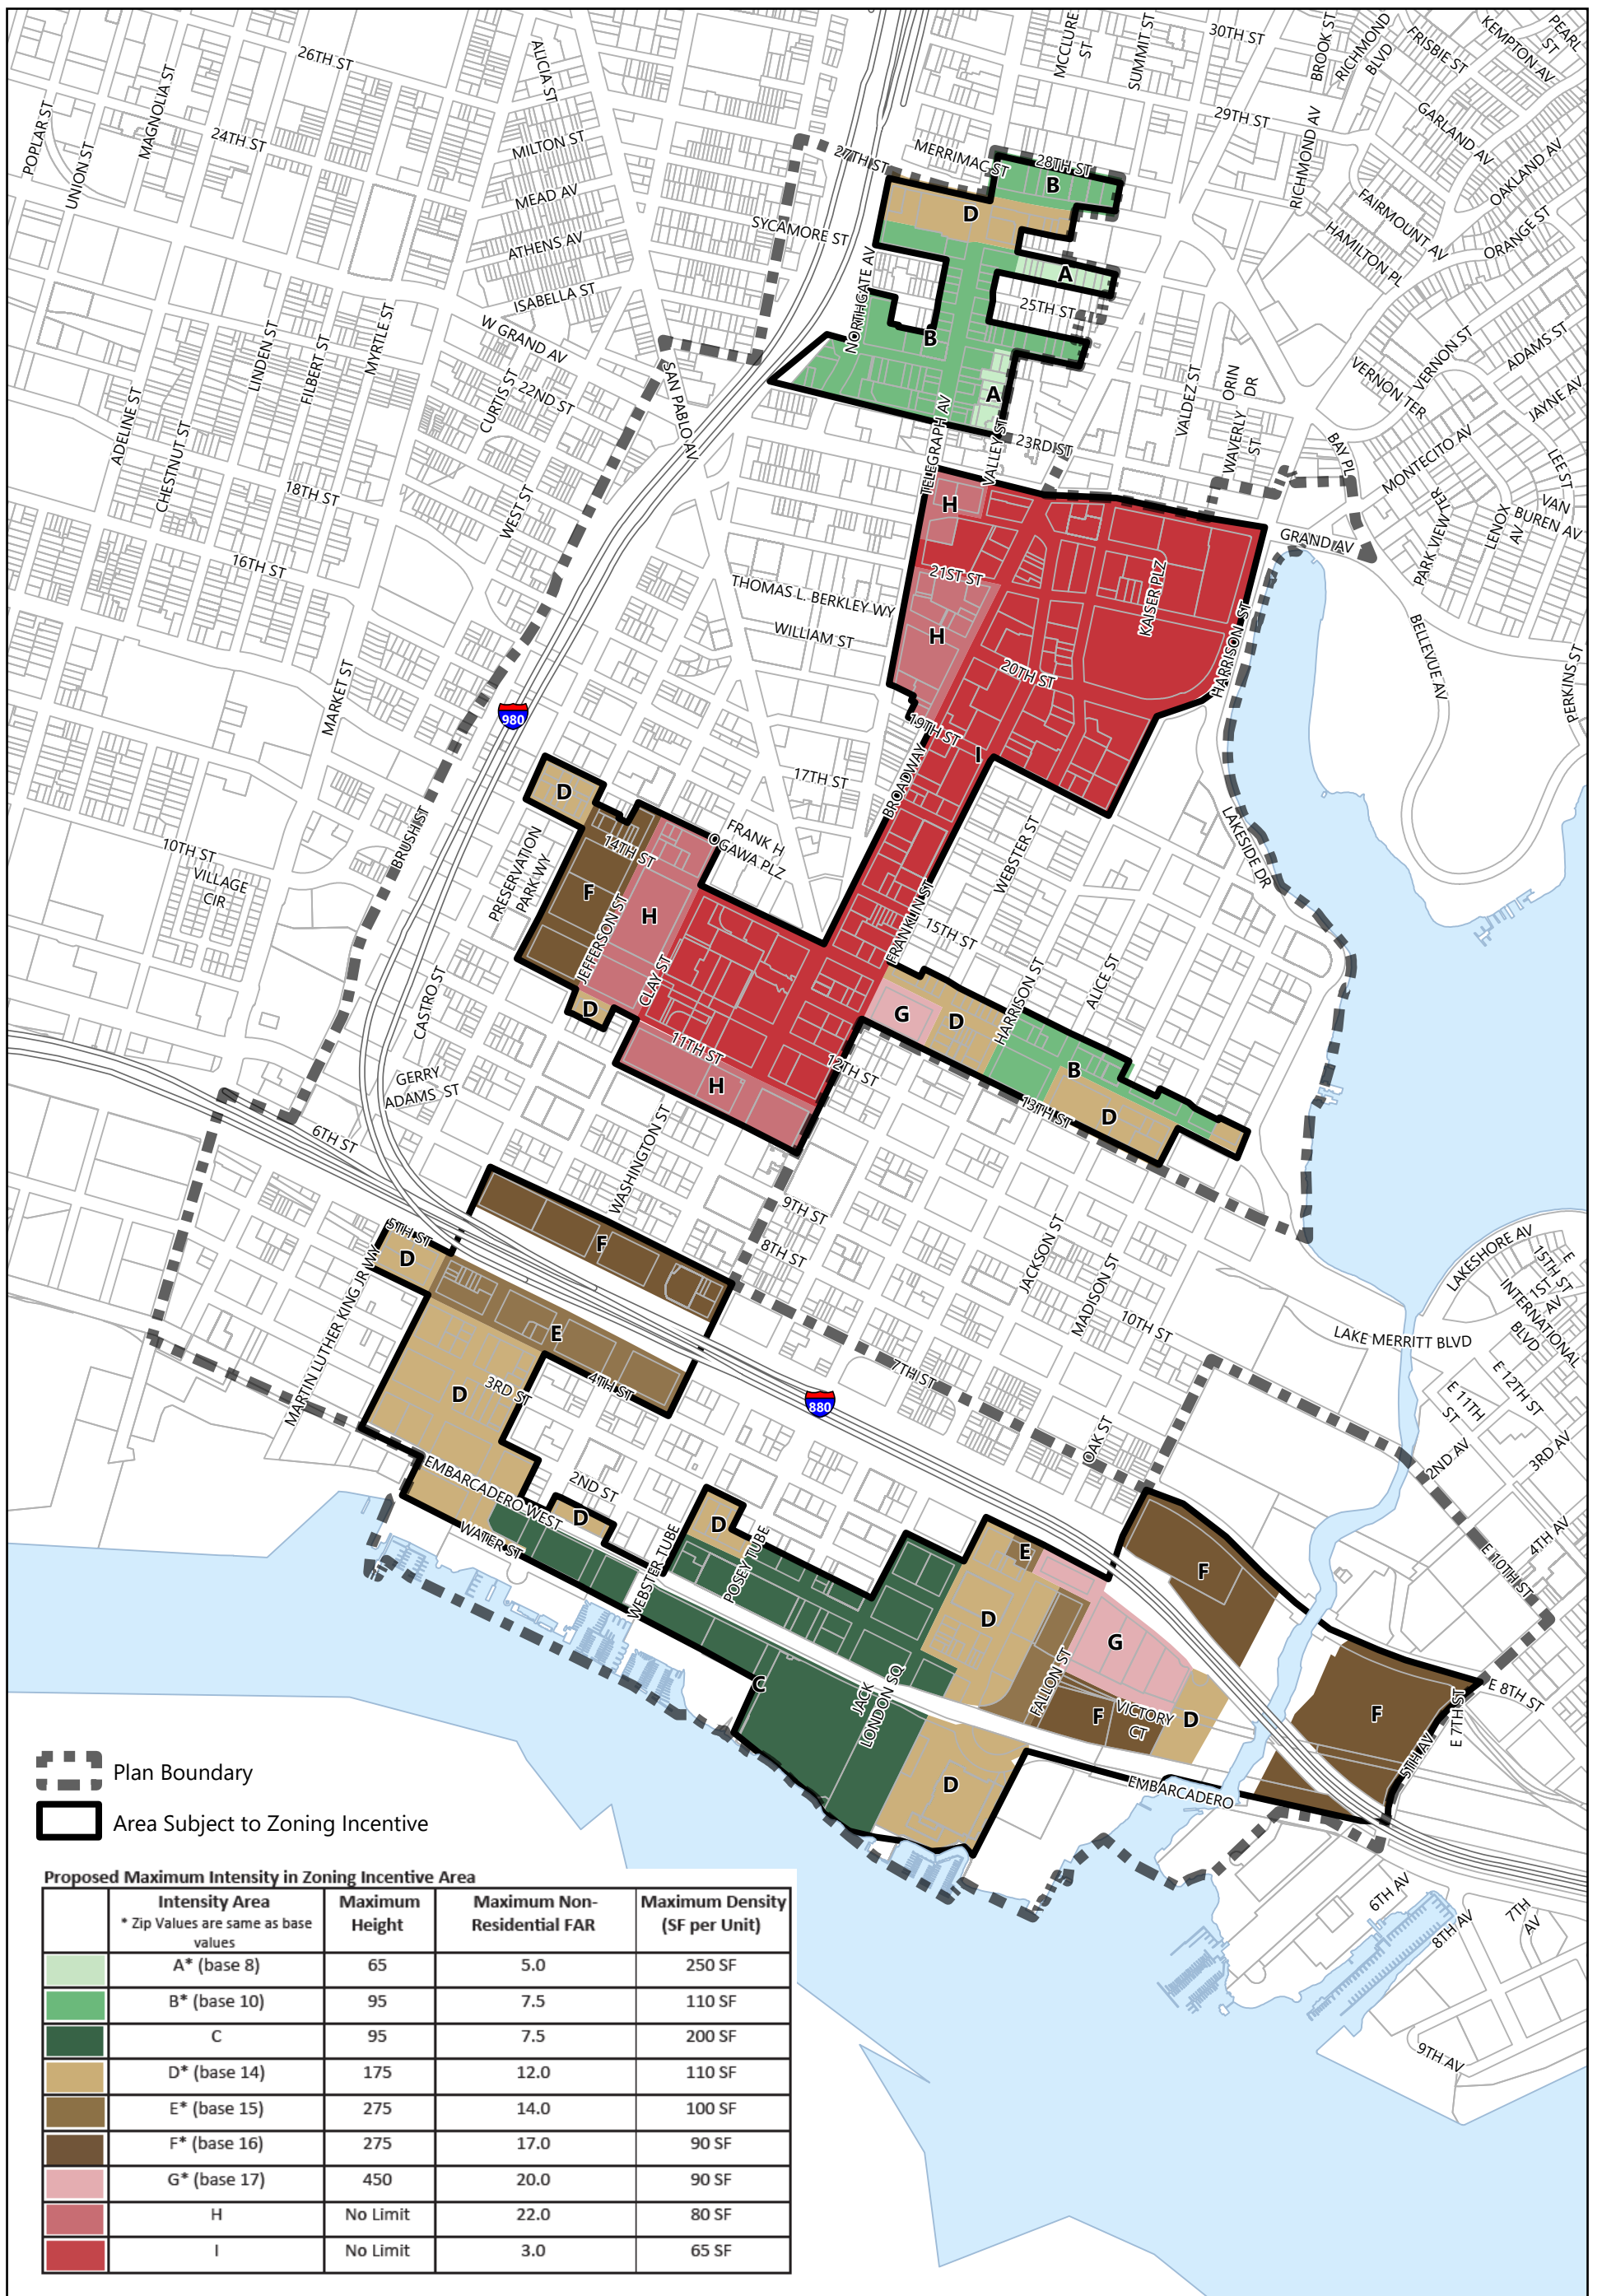 26TH ST
ALICIA ST
MCCLURE ST
SUMMIT ST
30TH ST
BROOK ST
RICHMOND BLVD
FRISBIE ST
KEMPTON AV
PEARL ST
POPLAR ST
UNION ST
MAGNOLIA ST
24TH ST
MILTON ST
MEAD AV
ATHENS AV
ISABELLA ST
27TH ST
MERRIMAC ST
28TH ST
29TH ST
RICHMOND AV
GARLAND AV
OAKLAND AV
FAIRMOUNT AV
HAMILTON PL
ORANGE ST
B
D
SYCAMORE ST
NORTHGATE AV
A
25TH ST
B
A
ADELINE ST
CHESTNUT ST
LINDEN ST
FILBERT ST
MYRTLE ST
W GRAND AV
CURTIS ST
22ND ST
SAN PABLO AV
TELEGRAPH AV
VALLEY ST
23RD ST
VALDEZ ST
WAVERLY ST
ORIN DR
VERNON TER
VERNON ST
ADAMS ST
JAYNE AV
BAY PL
MONTECITO AV
LEE ST
VAN BUREN AV
LENOX AV
PARK VIEW TER
GRAND AV
18TH ST
WEST ST
16TH ST
MARKET ST
H
21ST ST
THOMAS L. BERKLEY WY
WILLIAM ST
H
KAISER PLZ
20TH ST
HARRISON ST
BELLEVUE AV
PERKINS ST
980
19TH ST
I
17TH ST
BROADWAY
D
FRANK H OGAWA PLZ
14TH ST
WEBSTER ST
LAKESIDE DR
BRUSH ST
10TH ST
VILLAGE CIR
PRESERVATION PARK WY
F
H
JEFFERSON ST
CLAY ST
FRANKLIN ST
15TH ST
HARRISON ST
ALICE ST
CASTRO ST
D
G
D
11TH ST
12TH ST
B
H
13TH ST
D
GERRY ADAMS ST
6TH ST
WASHINGTON ST
9TH ST
8TH ST
JACKSON ST
MADISON ST
10TH ST
LAKE MERRITT BLVD
LAKESHORE AV
E 15TH ST
1ST AV
INTERNATIONAL BLVD
E 12TH ST
E 11TH ST
2ND AV
3RD AV
4TH AV
E 10TH ST
5TH ST
D
F
E
MARTIN LUTHER KING JR WY
D
3RD ST
4TH ST
7TH ST
880
OAK ST
EMBARCADERO WEST
2ND ST
D
WATER ST
D
WEBSTER TUBE
POSEY TUBE
E
F
D
G
FALLON ST
C
JACK LONDON SQ
F
VICTORY CT
D
F
E 8TH ST
E 7TH ST
5TH AV
D
EMBARCADERO
6TH AV
7TH AV
8TH AV
9TH AV
Plan Boundary
Area Subject to Zoning Incentive
Proposed Maximum Intensity in Zoning Incentive Area
Intensity Area * Zip Values are same as base values | Maximum Height | Maximum Non-Residential FAR | Maximum Density (SF per Unit)
A* (base 8) 65 5.0 250 SF
B* (base 10) 95 7.5 110 SF
C 95 7.5 200 SF
D* (base 14) 175 12.0 110 SF
E* (base 15) 275 14.0 100 SF
F* (base 16) 275 17.0 90 SF
G* (base 17) 450 20.0 90 SF
H No Limit 22.0 80 SF
I No Limit 3.0 65 SF